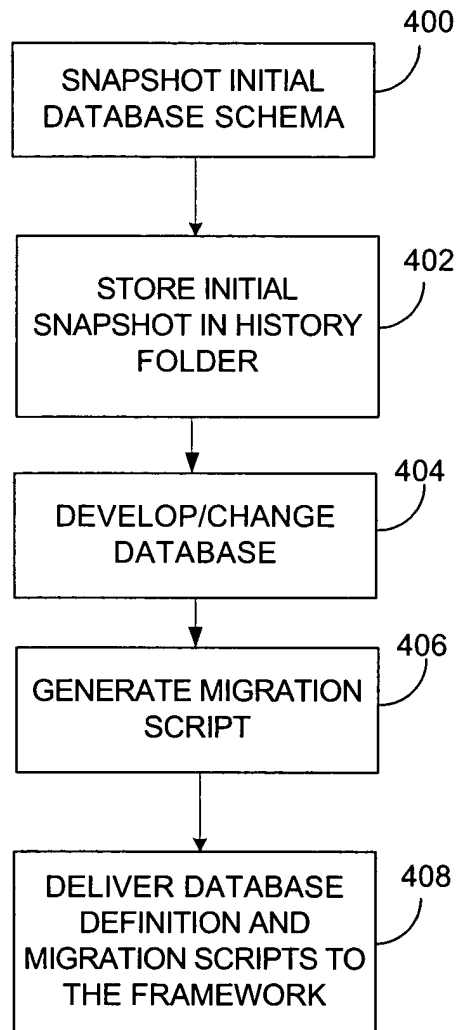 400
SNAPSHOT INITIAL
DATABASE SCHEMA
402
STORE INITIAL
SNAPSHOT IN HISTORY
FOLDER
404
DEVELOP/CHANGE
DATABASE
406
GENERATE MIGRATION
SCRIPT
408
DELIVER DATABASE
DEFINITION AND
MIGRATION SCRIPTS TO
THE FRAMEWORK